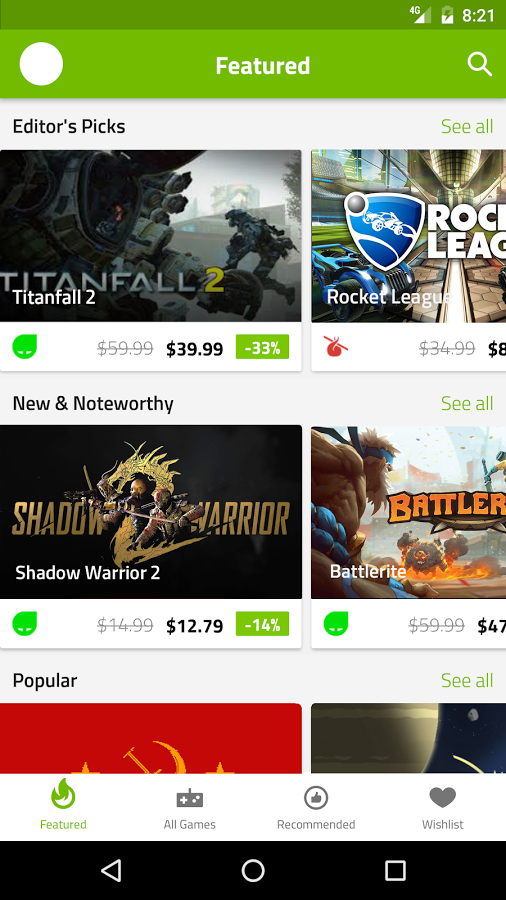 4G 8:21
Featured
Editor's Picks See all
TITANFALL 2
Titanfall 2
$59.99 $39.99 -33%
ROCK
LEAG
Rocket League
$34.99 $8
New & Noteworthy See all
SHADOW WARRIOR
2
Shadow Warrior 2
$14.99 $12.79 -14%
BATTLER
Battlerite
$59.99 $47
Popular See all
Featured All Games Recommended Wishlist